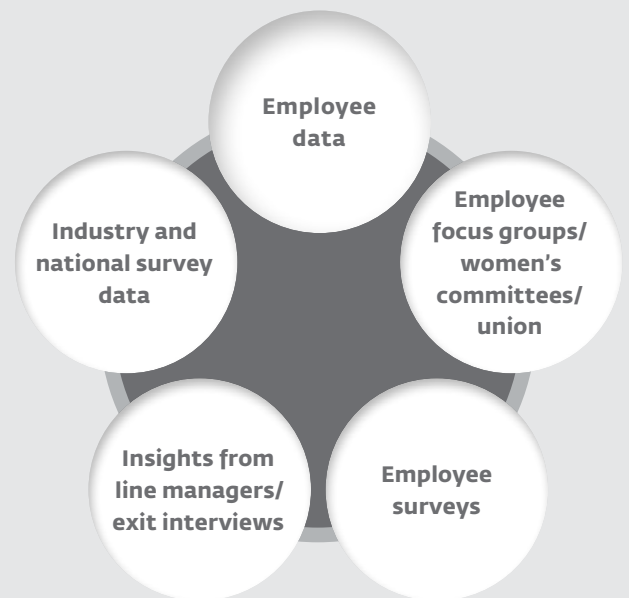 Employee
data
Employee
focus groups/
women's
committees/
union
Employee
surveys
Insights from
line managers/
exit interviews
Industry and
national survey
data